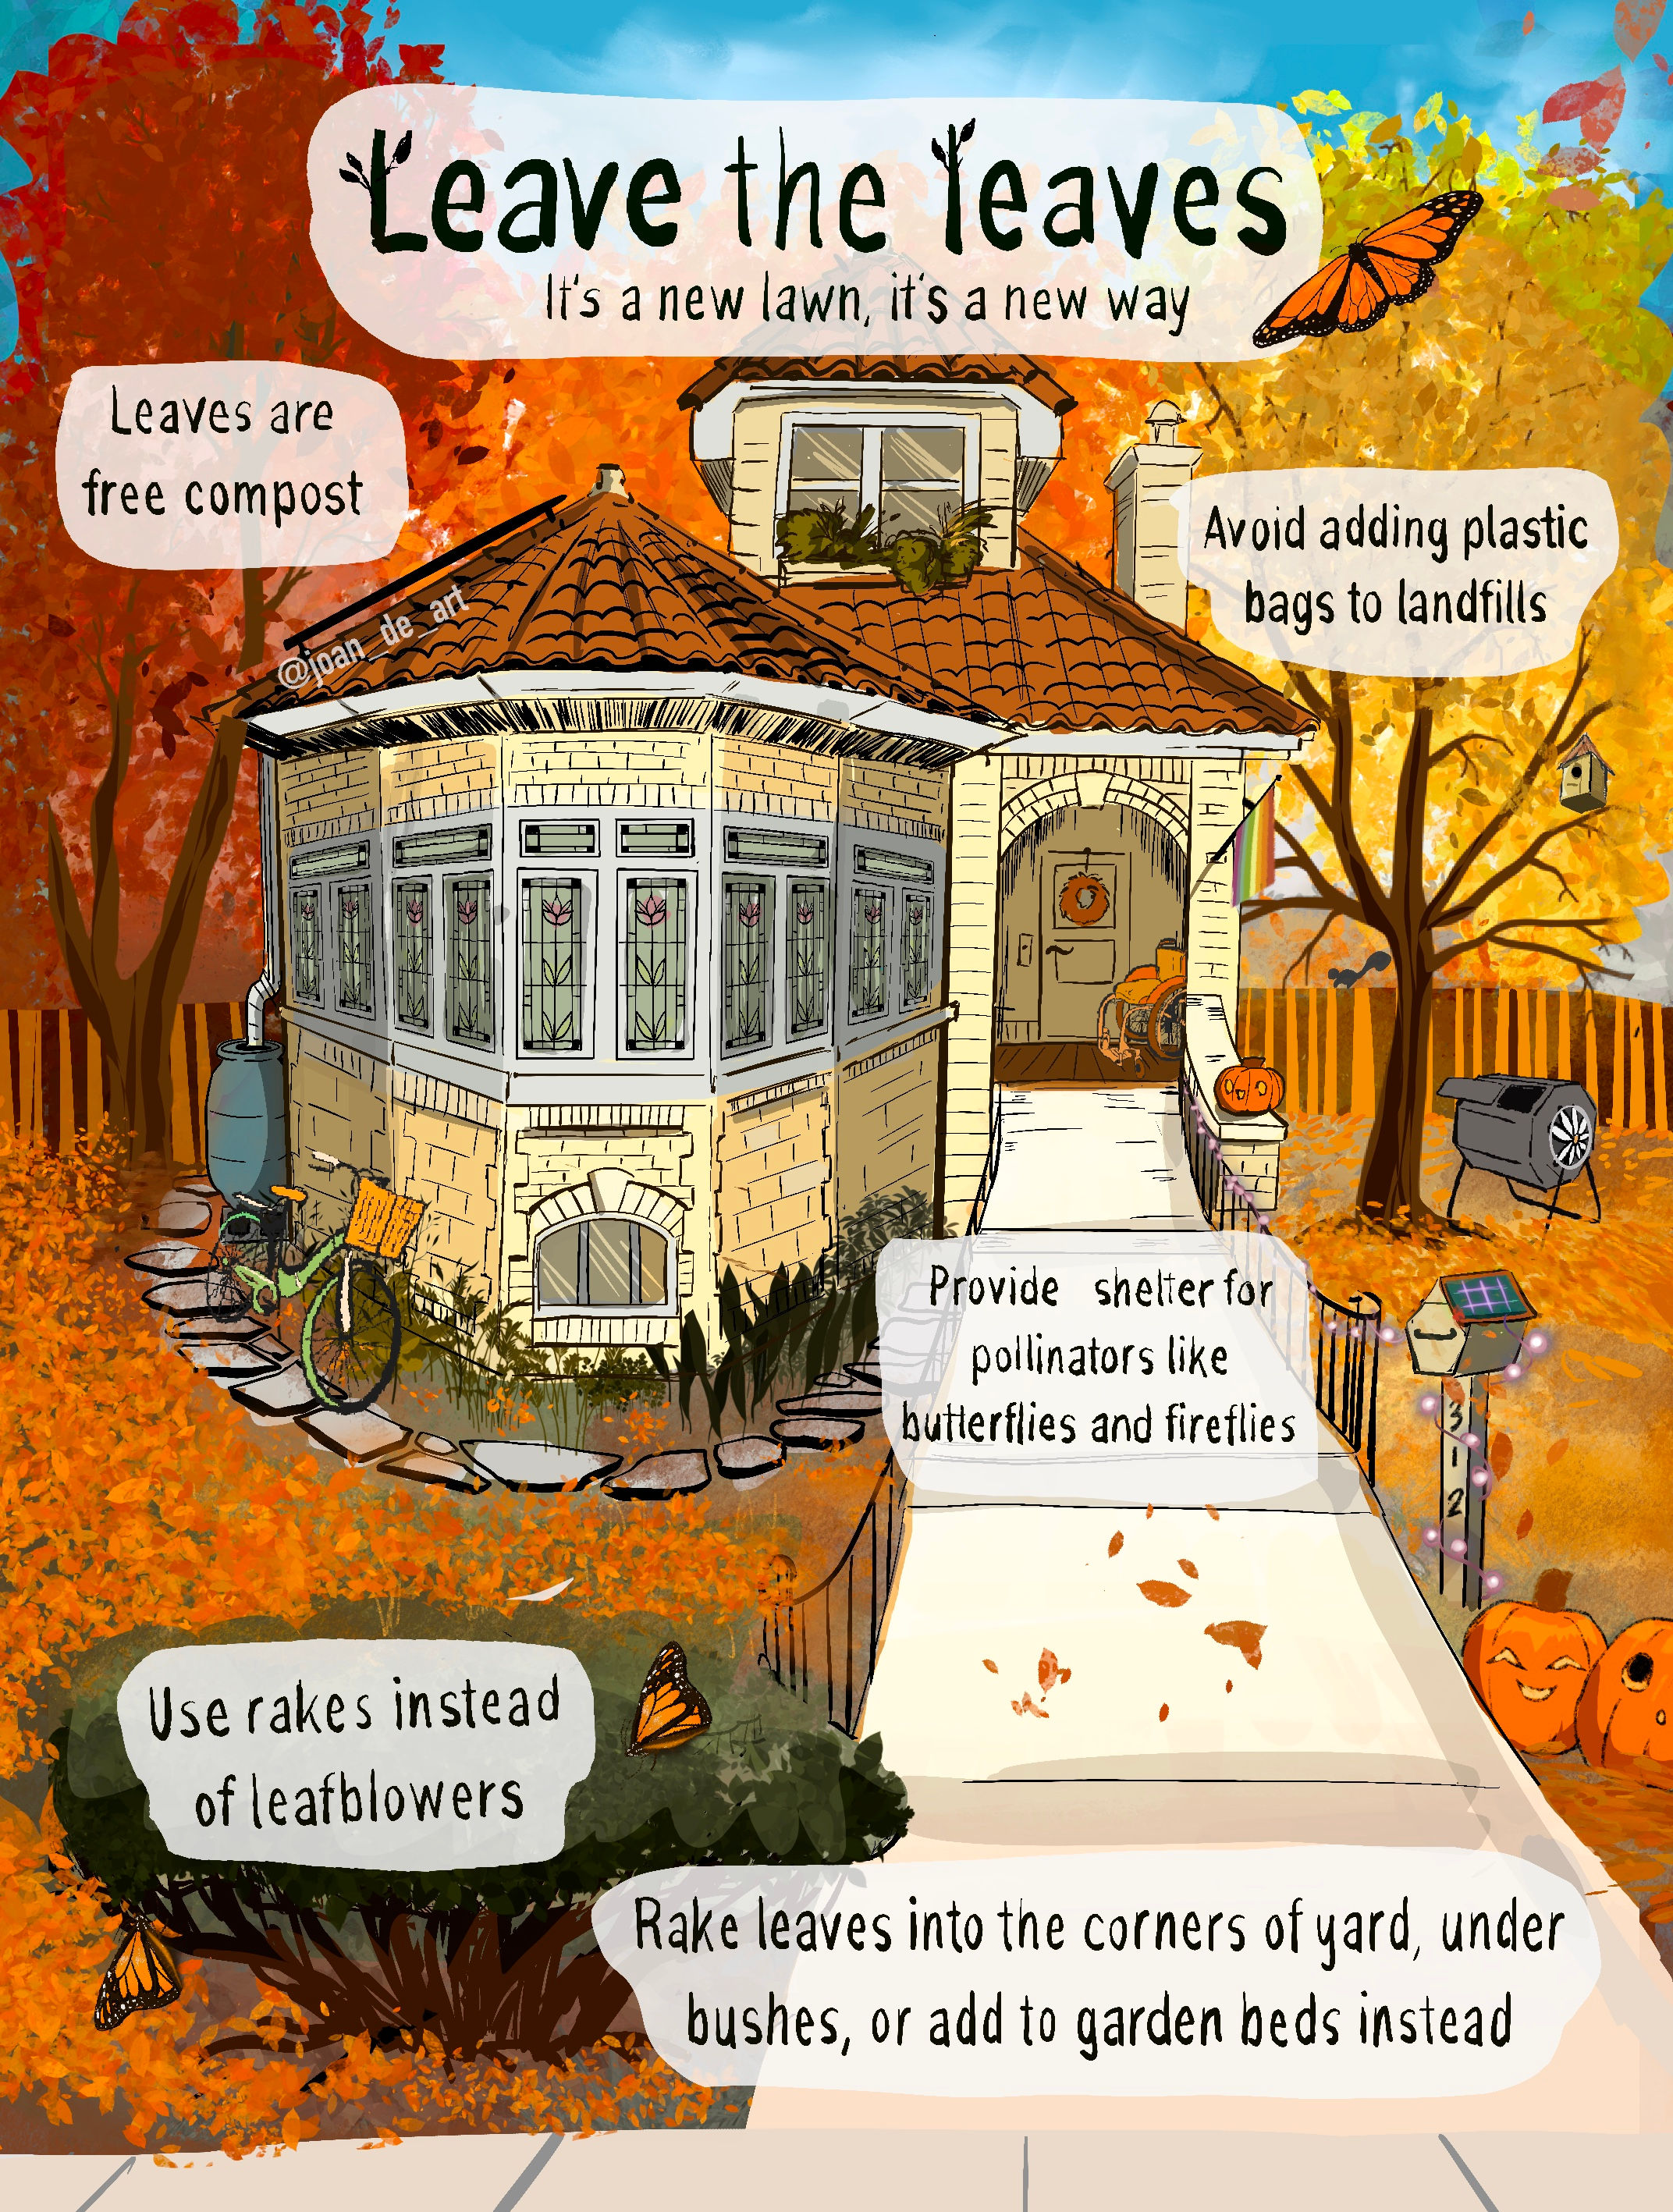 Leave the leaves
It's a new lawn, it's a new way
Leaves are
free compost
Avoid adding plastic
bags to landfills
@joan_de_art
Provide shelter for
pollinators like
butterflies and fireflies
3
1
2
Use rakes instead
of leafblowers
Rake leaves into the corners of yard, under
bushes, or add to garden beds instead